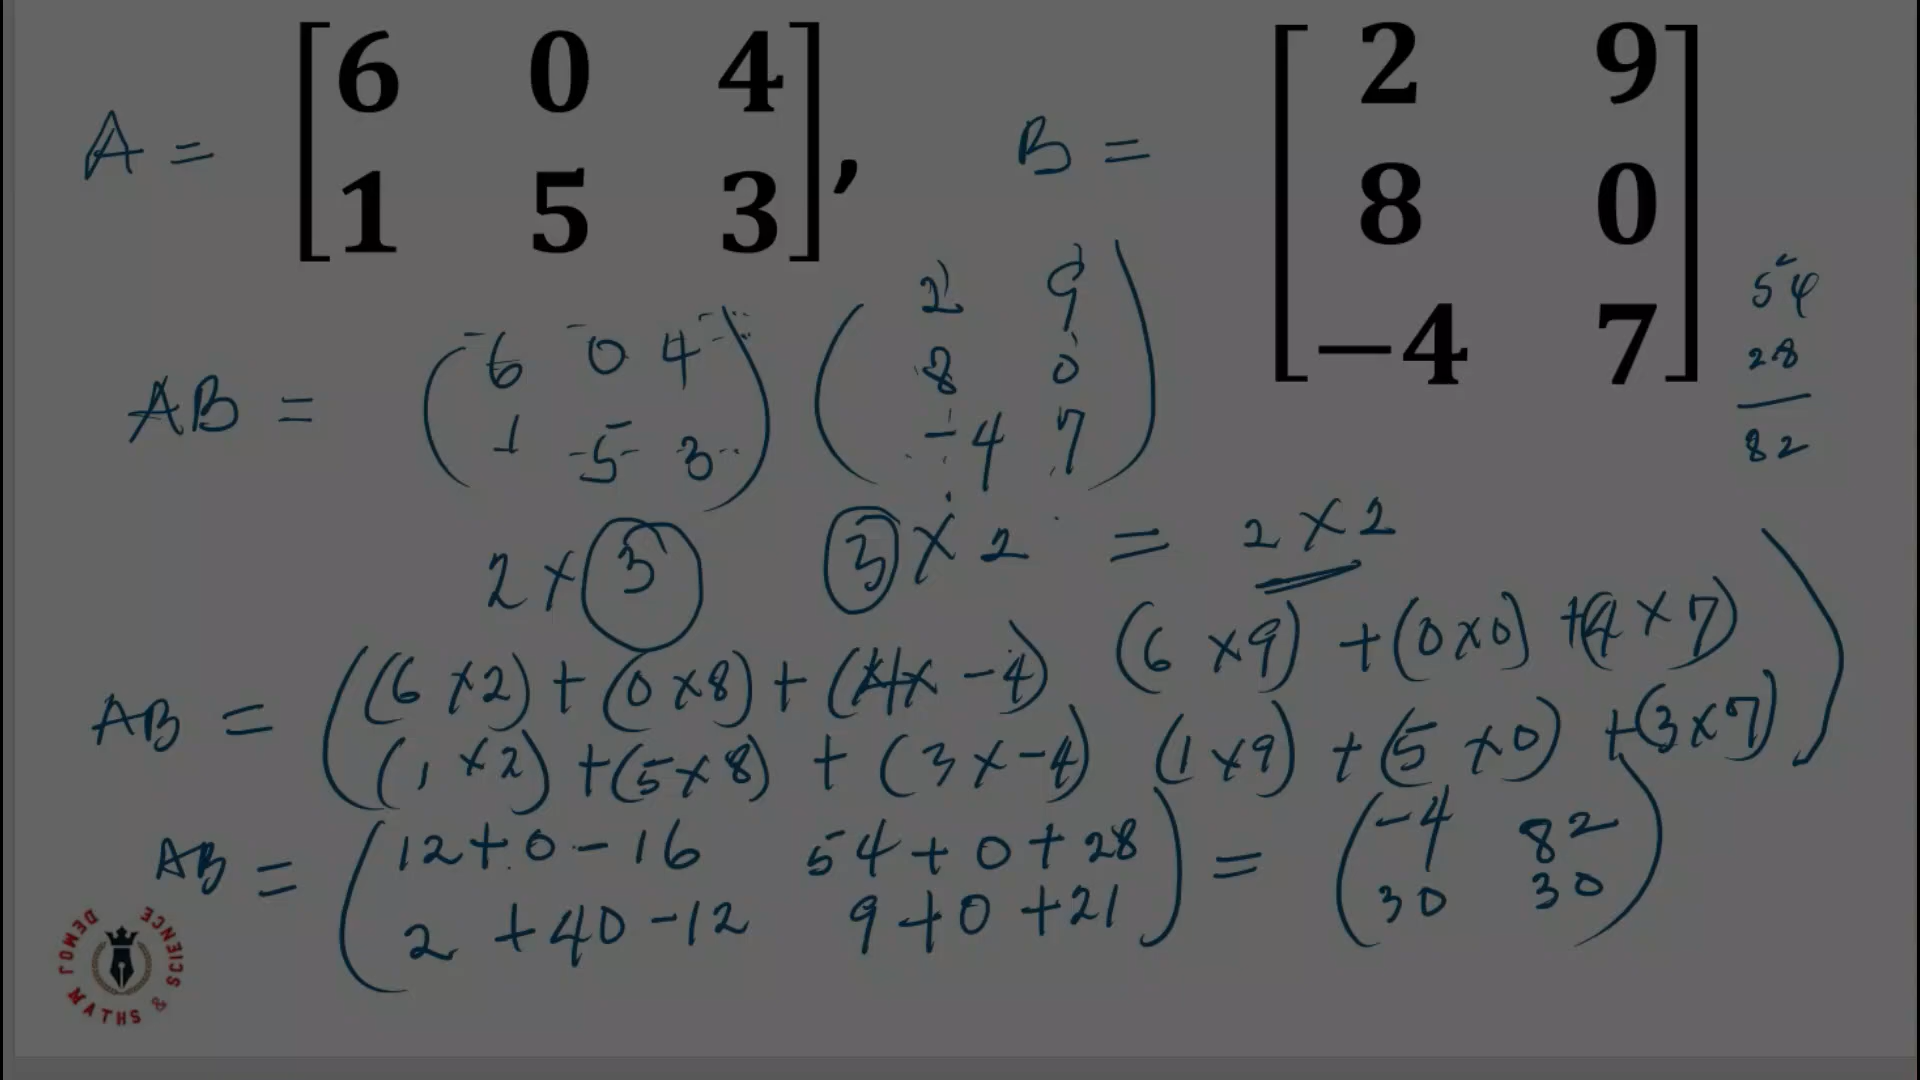 A = [6 0 4
1 5 3], B = [2 9
8 0
-4 7]
AB = (6 0 4
1 5 3) (2 9
8 0
-4 7)
54
28
82
2 × 3 3 × 2 = 2 × 2
AB = ((6 × 2) + (0 × 8) + (4 × -4) (6 × 9) + (0 × 0) + (4 × 7)
(1 × 2) + (5 × 8) + (3 × -4) (1 × 9) + (5 × 0) + (3 × 7))
AB = (12 + 0 - 16 54 + 0 + 28
2 + 40 - 12 9 + 0 + 21) = (-4 82
30 30)
DEMOJ MATHS & SCIENCE